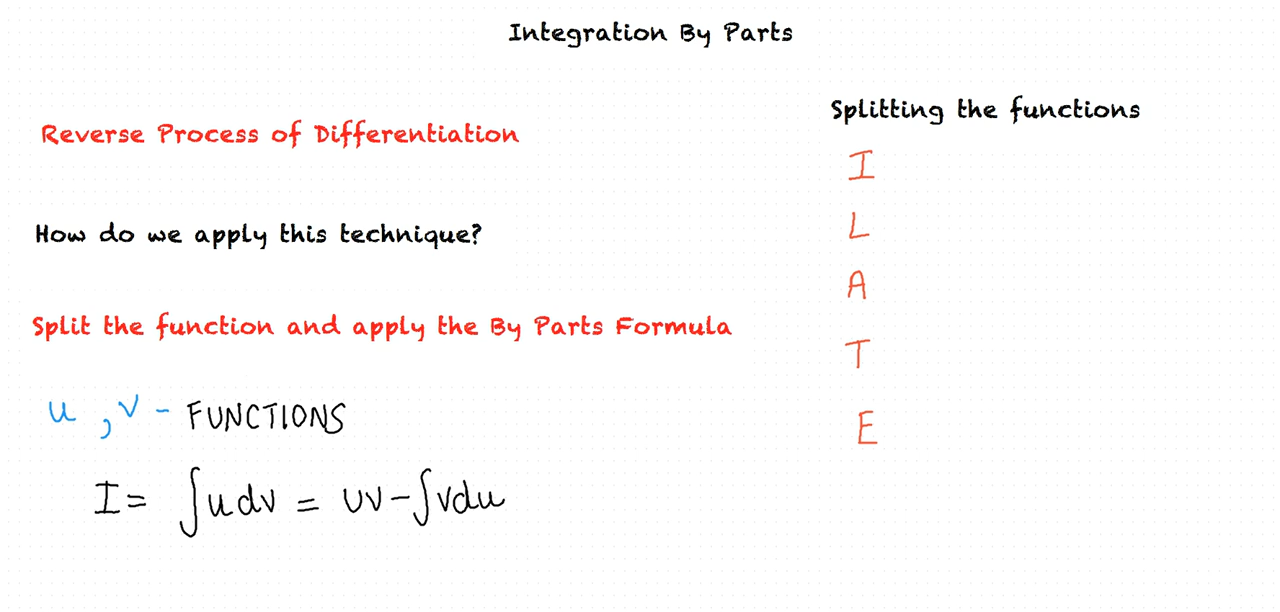 Integration By Parts
Reverse Process of Differentiation
How do we apply this technique?
Split the function and apply the By Parts Formula
u , v - FUNCTIONS
I = ∫udv = uv - ∫vdu
Splitting the functions
I
L
A
T
E